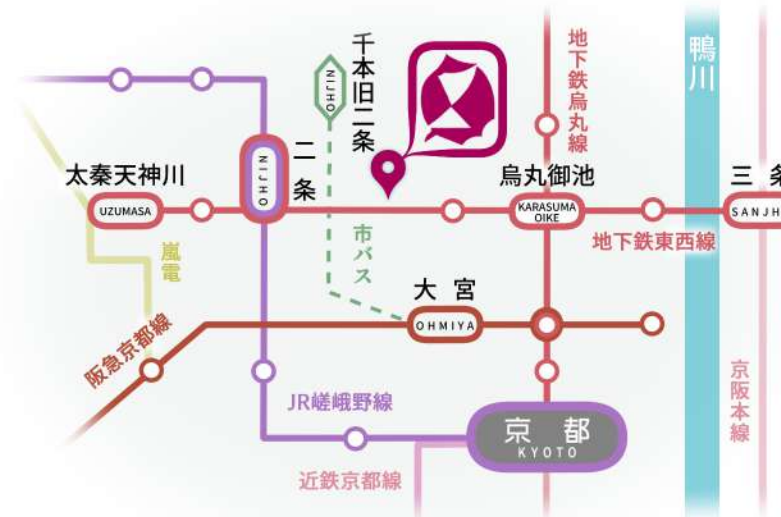 千本旧二条
NIJHO
地下鉄烏丸線
鴨川
太秦天神川
UZUMASA
二条
NIJHO
烏丸御池
KARASUMA
OIKE
三条
SANJH
地下鉄東西線
嵐電
市バス
大宮
OHMIYA
阪急京都線
JR嵯峨野線
京都
KYOTO
京阪本線
近鉄京都線